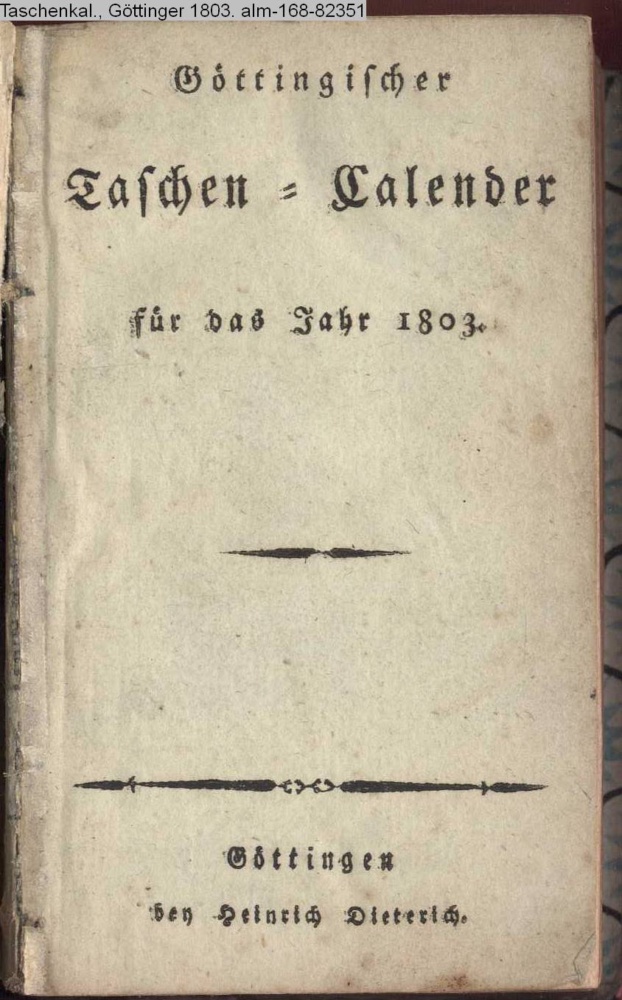 Taschenkal., Göttinger 1803. alm-168-82351
Göttingiſcher
Taſchen = Calender
für das Jahr 1803.
Göttingen
bey Heinrich Dieterich.